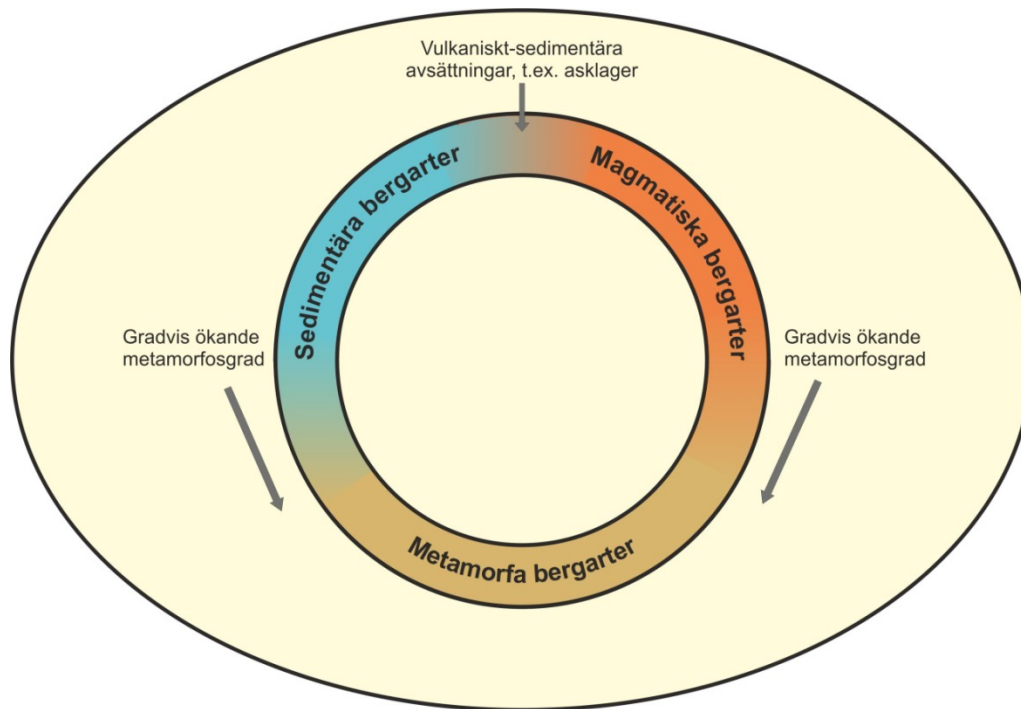 Vulkaniskt-sedimentära
avsättningar, t.ex. asklager
Sedimentära bergarter
Magmatiska bergarter
Gradvis ökande
metamorfosgrad
Gradvis ökande
metamorfosgrad
Metamorfa bergarter